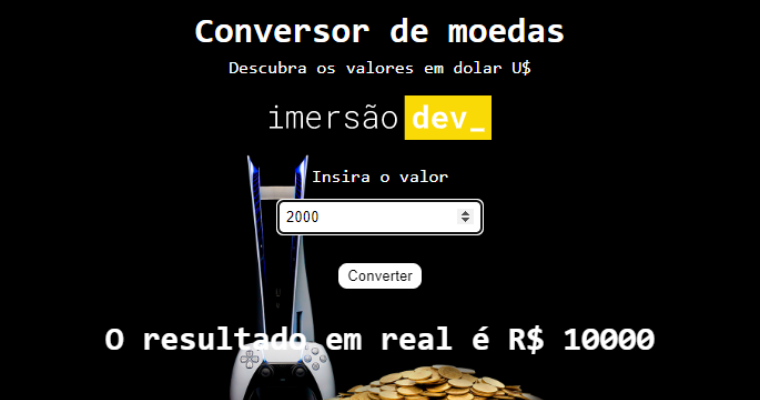 Conversor de moedas
Descubra os valores em dolar U$
imersão dev_
Insira o valor
2000
Converter
O resultado em real é R$ 10000